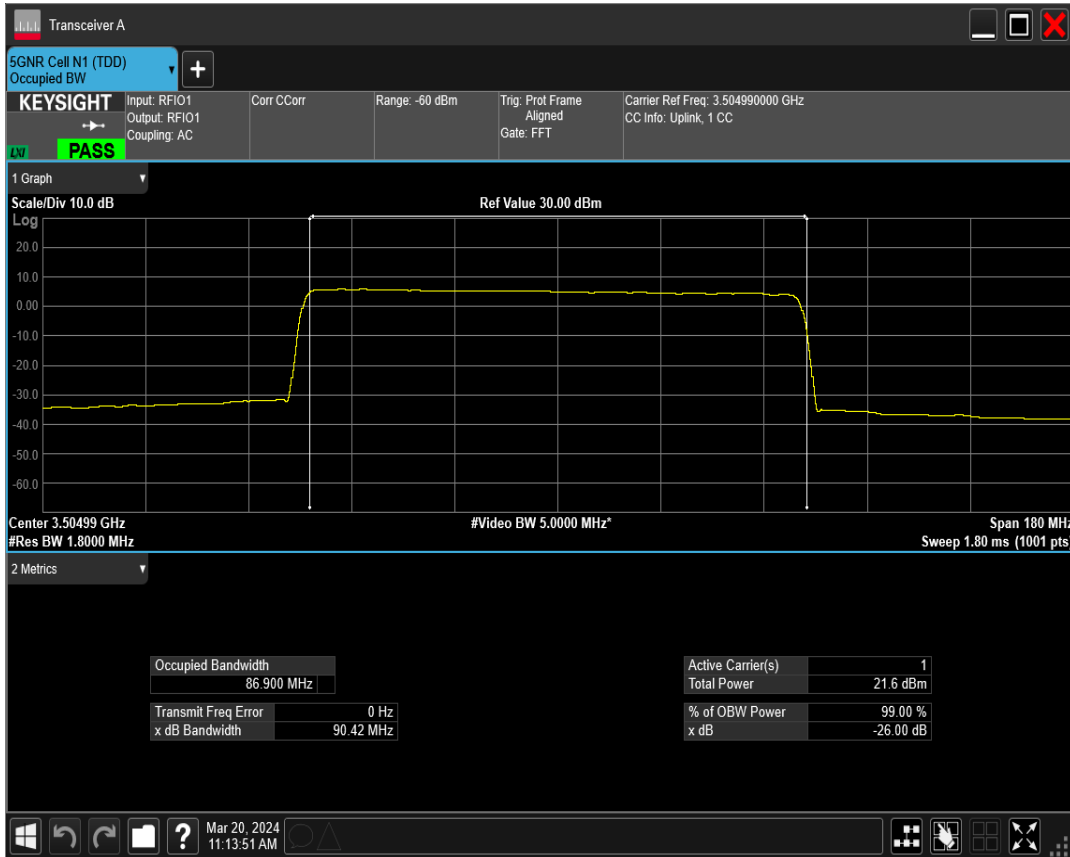 Transceiver A
5GNR Cell N1 (TDD)
Occupied BW
+
KEYSIGHT
LXI
PASS
Input: RFIO1
Output: RFIO1
Coupling: AC
Corr CCorr
Range: -60 dBm
Trig: Prot Frame
Aligned
Gate: FFT
Carrier Ref Freq: 3.504990000 GHz
CC Info: Uplink, 1 CC
1 Graph
Scale/Div 10.0 dB
Ref Value 30.00 dBm
Log
20.0
10.0
0.00
-10.0
-20.0
-30.0
-40.0
-50.0
-60.0
Center 3.50499 GHz
#Video BW 5.0000 MHz*
Span 180 MHz
#Res BW 1.8000 MHz
Sweep 1.80 ms (1001 pts)
2 Metrics
Occupied Bandwidth
86.900 MHz
Transmit Freq Error 0 Hz
x dB Bandwidth 90.42 MHz
Active Carrier(s) 1
Total Power 21.6 dBm
% of OBW Power 99.00 %
x dB -26.00 dB
?
Mar 20, 2024
11:13:51 AM